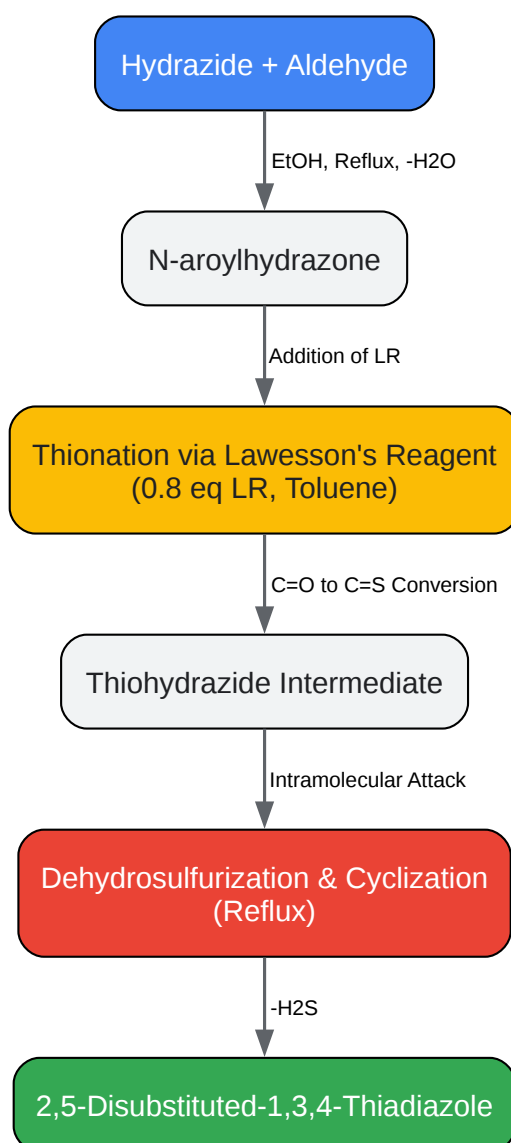 Hydrazide + Aldehyde
EtOH, Reflux, -H2O
N-aroylhydrazone
Addition of LR
Thionation via Lawesson's Reagent
(0.8 eq LR, Toluene)
C=O to C=S Conversion
Thiohydrazide Intermediate
Intramolecular Attack
Dehydrosulfurization & Cyclization
(Reflux)
-H2S
2,5-Disubstituted-1,3,4-Thiadiazole